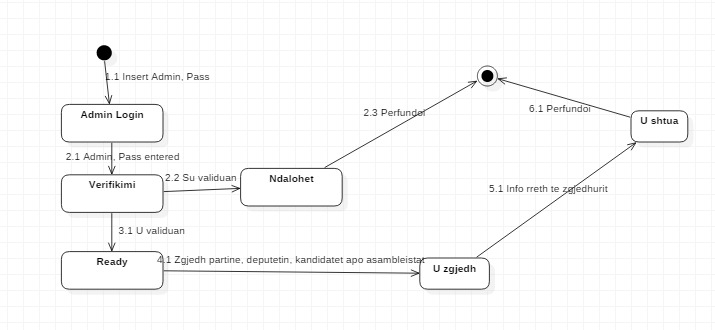 1.1 Insert Admin, Pass
Admin Login
2.1 Admin, Pass entered
Verifikimi
2.2 Su validuan
Ndalohet
2.3 Perfundoi
3.1 U validuan
Ready
4.1 Zgjedh partine, deputetin, kandidatet apo asambleistat
U zgjedh
5.1 Info rreth te zgjedhurit
U shtua
6.1 Perfundoi